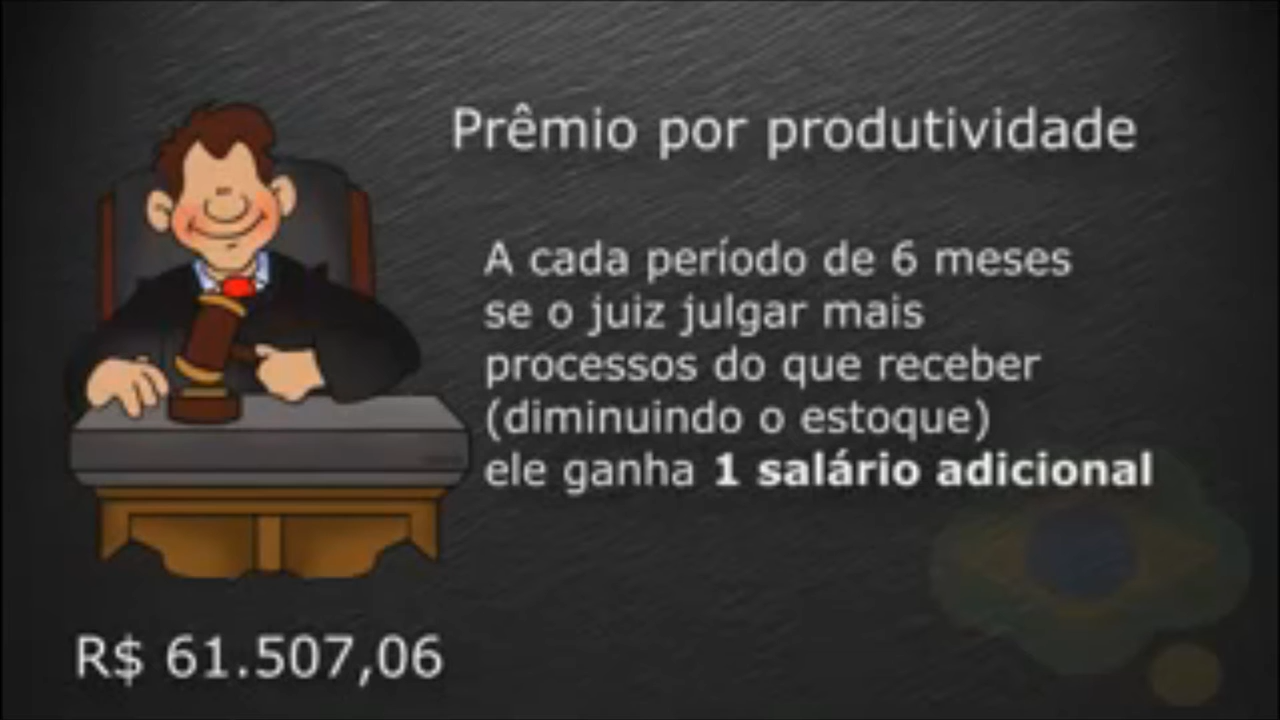 Prêmio por produtividade
A cada período de 6 meses
se o juiz julgar mais
processos do que receber
(diminuindo o estoque)
ele ganha 1 salário adicional
R$ 61.507,06